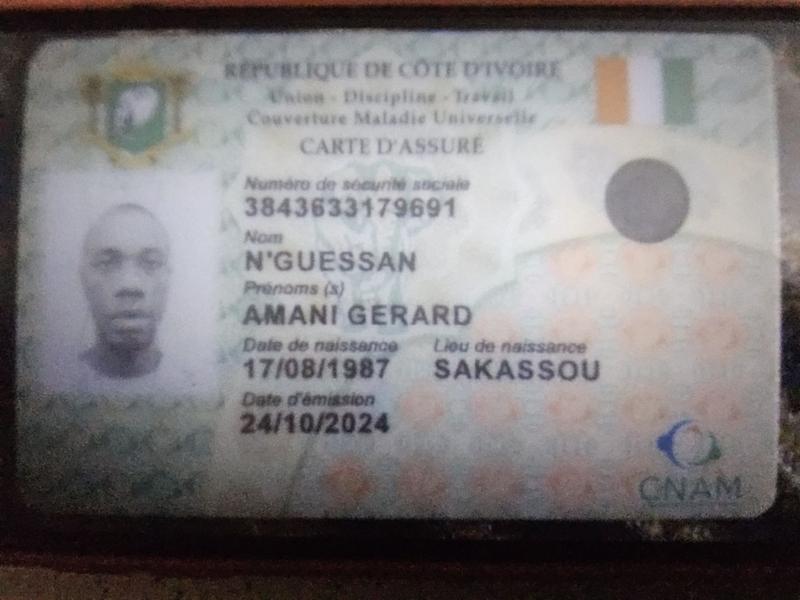 RÉPUBLIQUE DE CÔTE D'IVOIRE
Union - Discipline - Travail
Couverture Maladie Universelle
CARTE D'ASSURÉ
Numéro de sécurité sociale
3843633179691
Nom
N'GUESSAN
Prénoms (s)
AMANI GERARD
Date de naissance Lieu de naissance
17/08/1987 SAKASSOU
Date d'émission
24/10/2024
CNAM